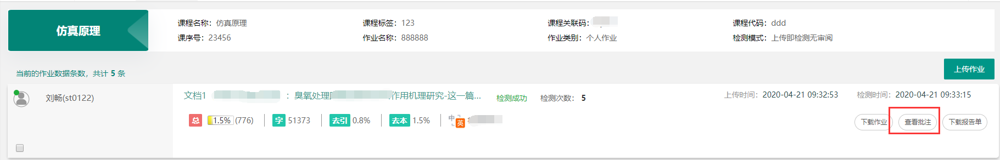 仿真原理
课程名称：仿真原理 课程标签：123 课程关联码： 课程代码：ddd
课序号：23456 作业名称：888888 作业类别：个人作业 检测模式：上传即检测无审阅
上传作业
当前的作业数据条数，共计 5 条
刘畅(st0122)
文档1 ：臭氧处理 作用机理研究-这一篇... 检测成功 检测次数：5 上传时间：2020-04-21 09:32:53 检测时间：2020-04-21 09:33:15
总 1.5% (776) 字 51373 去引 0.8% 去本 1.5% 中 英 下载作业 查看批注 下载报告单